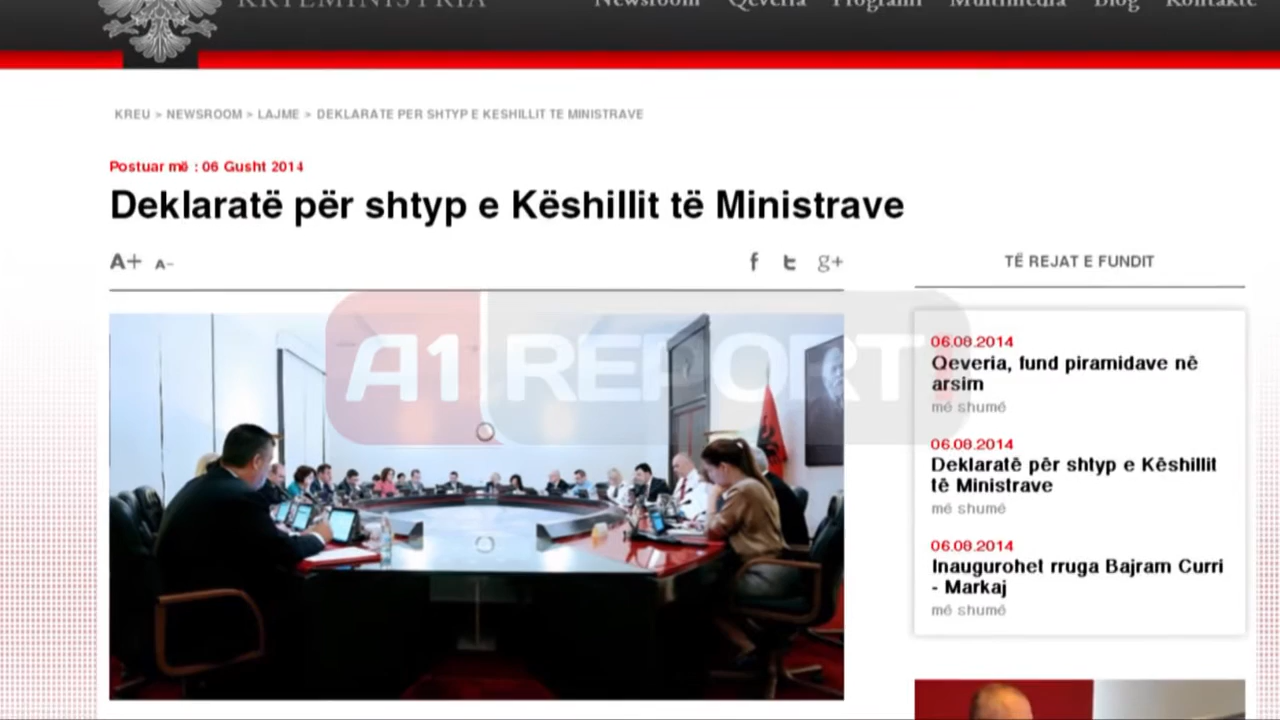 KRYEMINISTRIA
Newsroom Qeveria Programi Multimedia Blog Kontakte
KREU > NEWSROOM > LAJME > DEKLARATE PER SHTYP E KESHILLIT TE MINISTRAVE
Postuar më : 06 Gusht 2014
Deklaratë për shtyp e Këshillit të Ministrave
A+ A-
f t g+
TË REJAT E FUNDIT
A1 REPORT
06.08.2014
Qeveria, fund piramidave në
arsim
më shumë
06.08.2014
Deklaratë për shtyp e Këshillit
të Ministrave
më shumë
06.08.2014
Inaugurohet rruga Bajram Curri
- Markaj
më shumë